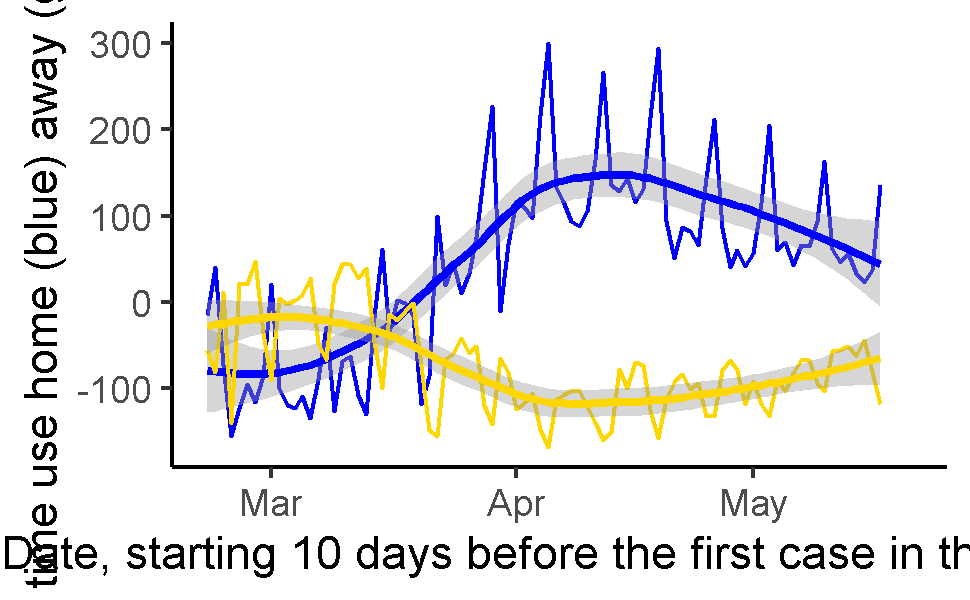 300
200
100
0
-100
Mar Apr May
Date, starting 10 days before the first case in th
time use home (blue) away (